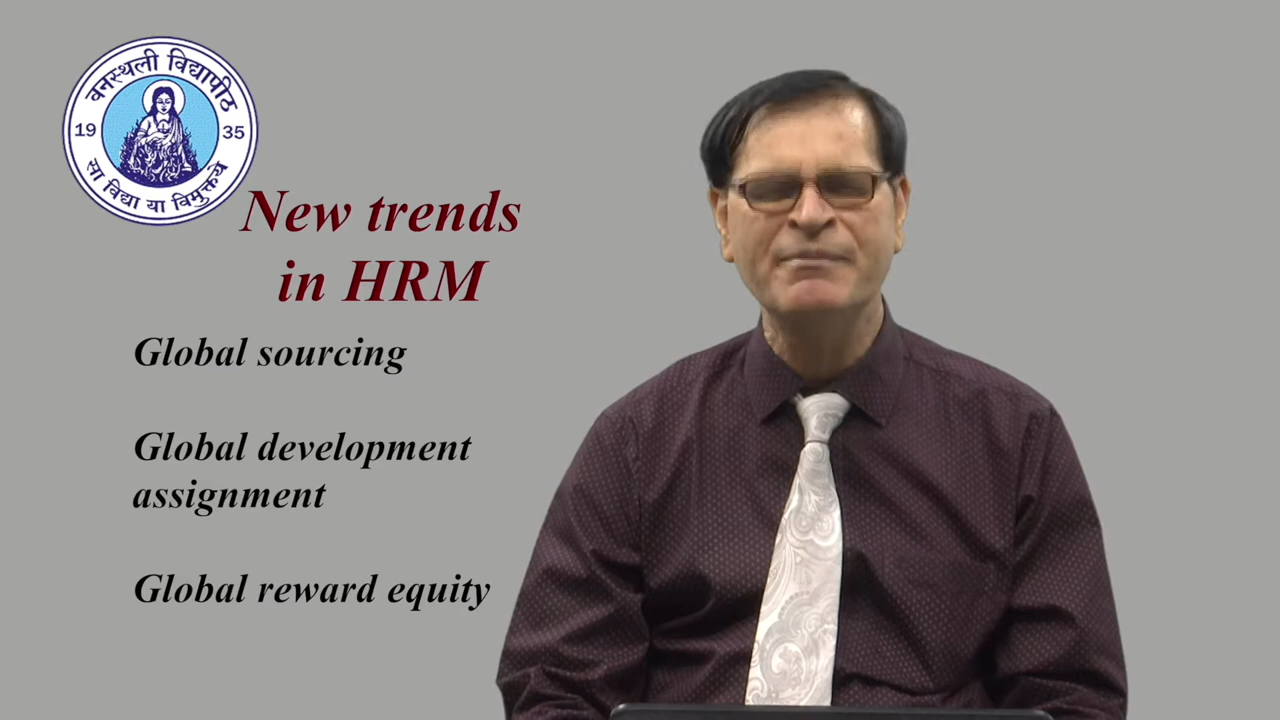 वनस्थली विद्यापीठ
19 35
सा विद्या या विमुक्तये
New trends
in HRM
Global sourcing
Global development
assignment
Global reward equity